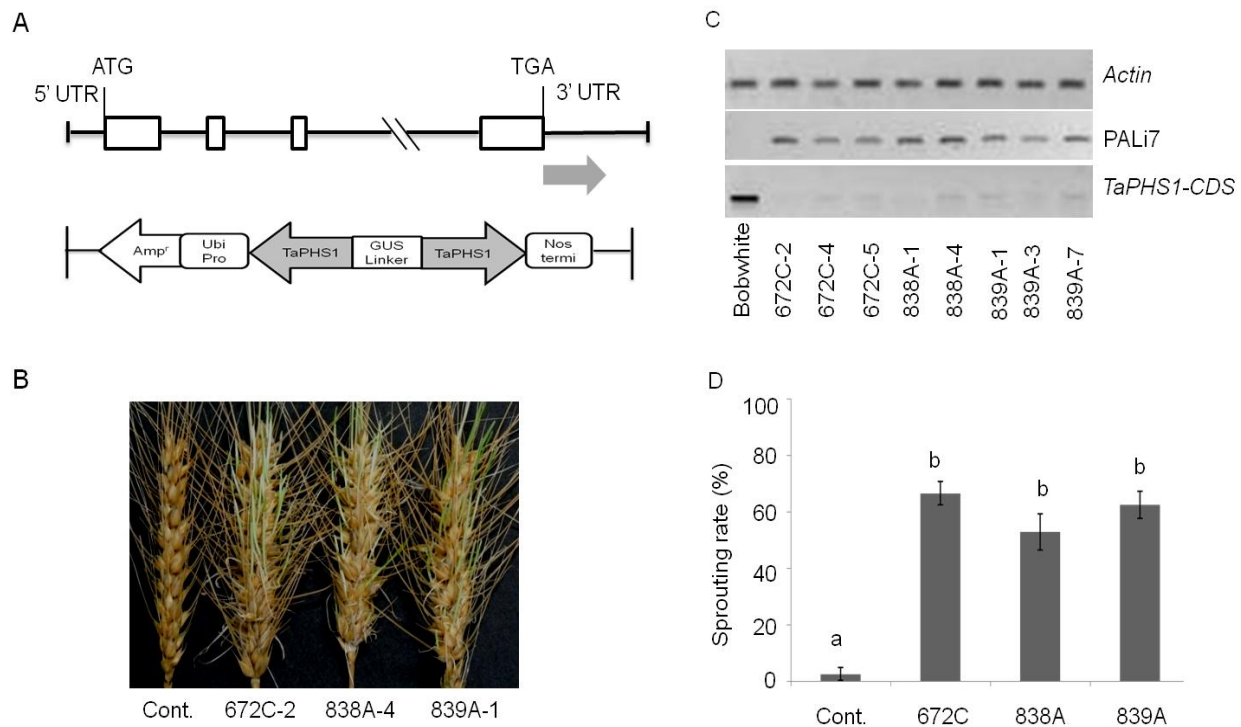 A
ATG
TGA
5' UTR
3' UTR
Ampʳ
Ubi
Pro
TaPHS1
GUS
Linker
TaPHS1
Nos
termi
B
Cont.
672C-2
838A-4
839A-1
C
Actin
PALi7
TaPHS1-CDS
Bobwhite
672C-2
672C-4
672C-5
838A-1
838A-4
839A-1
839A-3
839A-7
D
Sprouting rate (%)
100
80
60
40
20
0
a
b
b
b
Cont.
672C
838A
839A